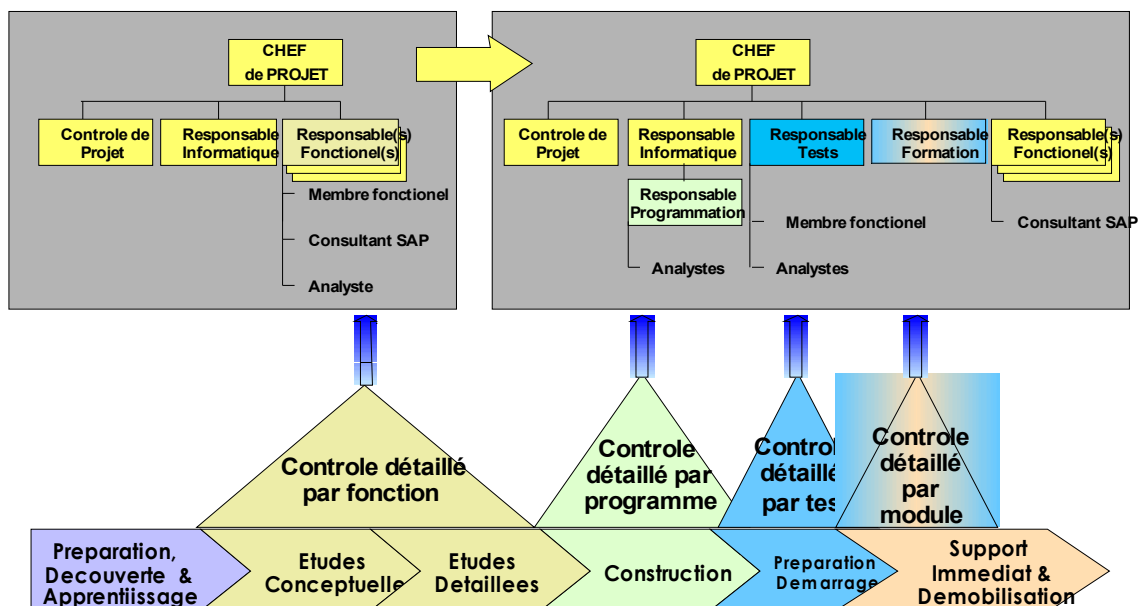 CHEF
de PROJET
Controle de
Projet
Responsable
Informatique
Responsable(s)
Fonctionel(s)
Membre fonctionel
Consultant SAP
Analyste
CHEF
de PROJET
Controle de
Projet
Responsable
Informatique
Responsable
Tests
Responsable
Formation
Responsable(s)
Fonctionel(s)
Responsable
Programmation
Membre fonctionel
Consultant SAP
Analystes
Analystes
Controle détaillé
par fonction
Controle
détaillé par
programme
Control
détaillé
par tes
Controle
détaillé
par
module
Preparation,
Decouverte &
Apprentiissage
Etudes
Conceptuelle
Etudes
Detaillees
Construction
Preparation
Demarrage
Support
Immediat &
Demobilisation